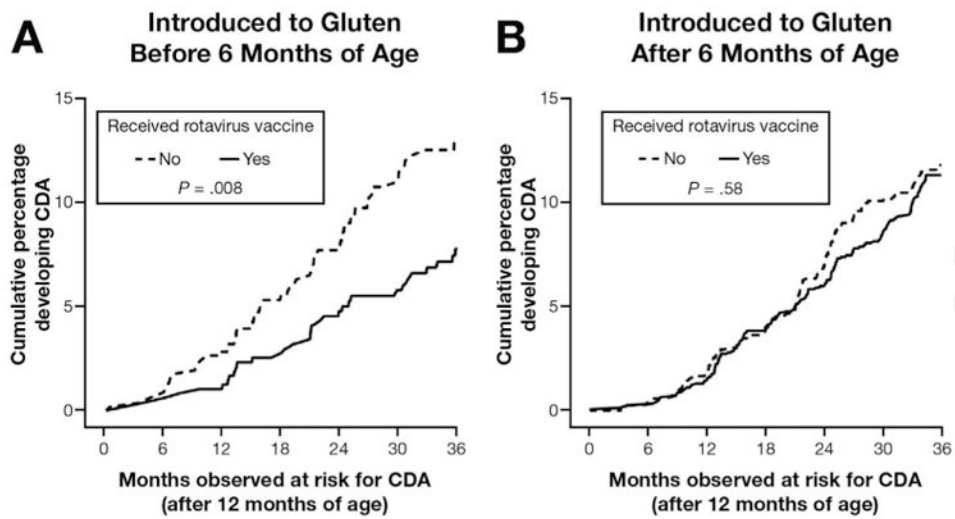 A
Introduced to Gluten
Before 6 Months of Age
15
10
5
0
Cumulative percentage
developing CDA
Received rotavirus vaccine
No Yes
P = .008
0 6 12 18 24 30 36
Months observed at risk for CDA
(after 12 months of age)
B
Introduced to Gluten
After 6 Months of Age
15
10
5
0
Cumulative percentage
developing CDA
Received rotavirus vaccine
No Yes
P = .58
0 6 12 18 24 30 36
Months observed at risk for CDA
(after 12 months of age)